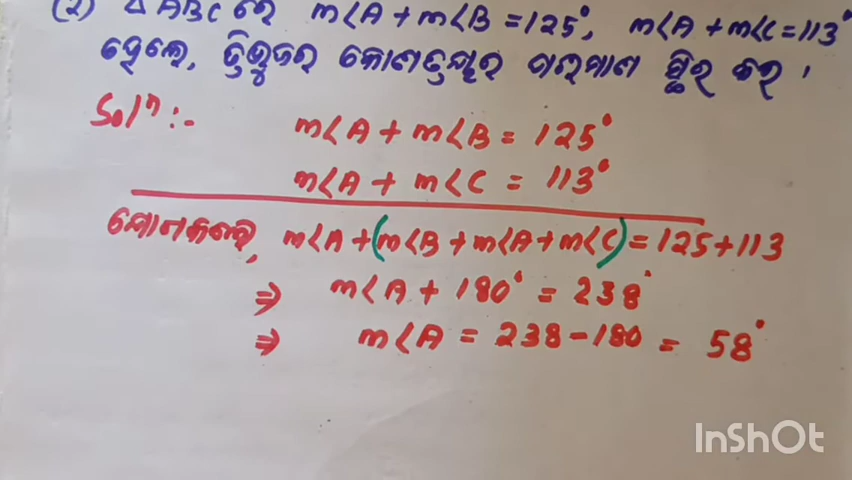 (2) △ABC ରେ m<A + m<B = 125°, m<A + m<C = 113°
ହେଲେ, ତ୍ରିଭୁଜର କୋଣତ୍ରୟର ପରିମାଣ ସ୍ଥିର କର ।
Solⁿ :- m<A + m<B = 125°
m<A + m<C = 113°
ଯୋଗକଲେ, m<A + (m<B + m<A + m<C) = 125 + 113
⇒ m<A + 180° = 238°
⇒ m<A = 238 - 180 = 58°
InShOt